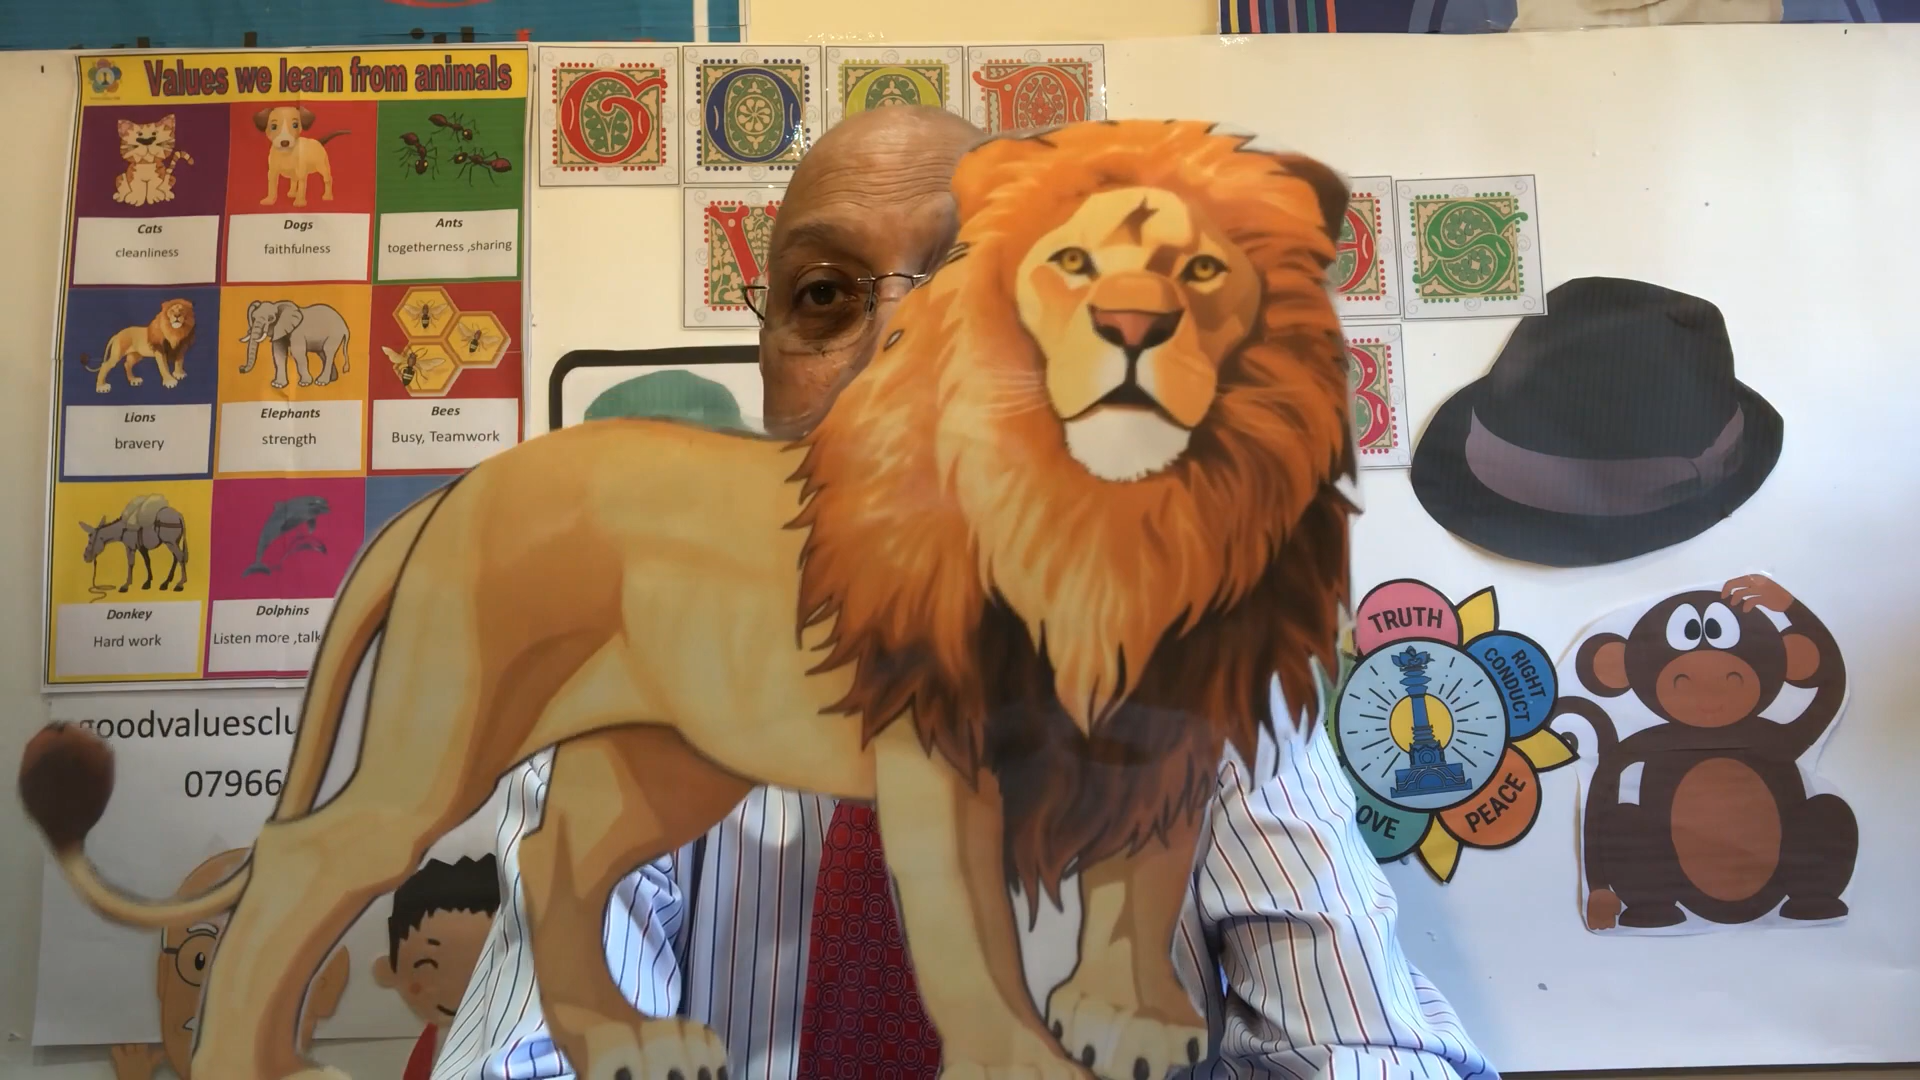 Values we learn from animals
Cats
cleanliness
Dogs
faithfulness
Ants
togetherness ,sharing
Lions
bravery
Elephants
strength
Bees
Busy, Teamwork
Donkey
Hard work
Dolphins
Listen more ,talk
goodvaluesclu
07966
G O O D
V
S
B
TRUTH
RIGHT
CONDUCT
PEACE
OVE